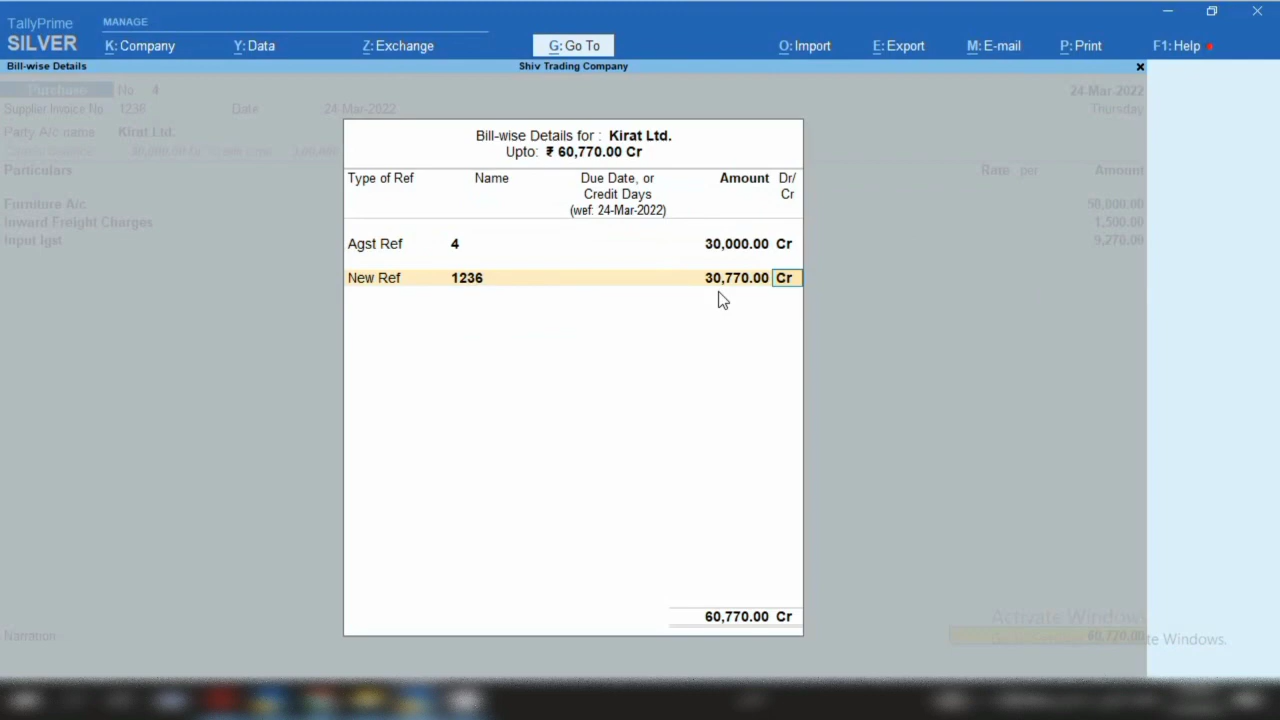 TallyPrime
SILVER
MANAGE
K: Company
Y: Data
Z: Exchange
G: Go To
O: Import
E: Export
M: E-mail
P: Print
F1: Help
Bill-wise Details
Shiv Trading Company
Purchase No 4
24-Mar-2022
Supplier Invoice No 1236 Date 24-Mar-2022
Thursday
Party A/c name Kirat Ltd.
Particulars
Rate per Amount
Furniture A/c 50,000.00
Inward Freight Charges 1,500.00
Input Igst 9,270.00
Bill-wise Details for : Kirat Ltd.
Upto: ₹ 60,770.00 Cr
Type of Ref Name Due Date, or Amount Dr/
Credit Days Cr
(wef: 24-Mar-2022)
Agst Ref 4 30,000.00 Cr
New Ref 1236 30,770.00 Cr
60,770.00 Cr
Narration
Activate Windows
60,770.00
te Windows.